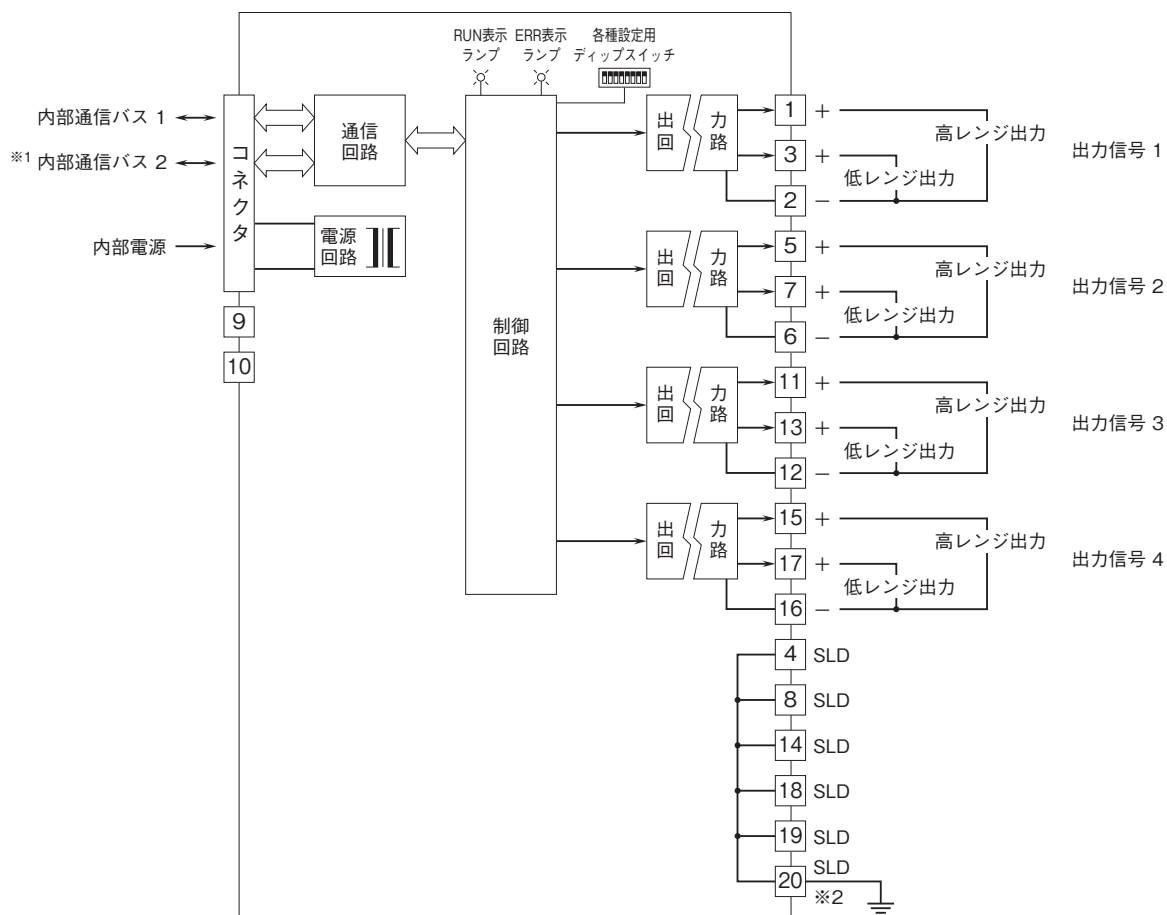 RUN表示
ランプ
ERR表示
ランプ
各種設定用
ディップスイッチ
内部通信バス 1
※1 内部通信バス 2
内部電源
コネクタ
通信
回路
電源
回路
9
10
制御
回路
出 力
回 路
1 +
高レンジ出力
3 +
低レンジ出力
2 −
出力信号 1
出 力
回 路
5 +
高レンジ出力
7 +
低レンジ出力
6 −
出力信号 2
出 力
回 路
11 +
高レンジ出力
13 +
低レンジ出力
12 −
出力信号 3
出 力
回 路
15 +
高レンジ出力
17 +
低レンジ出力
16 −
出力信号 4
4 SLD
8 SLD
14 SLD
18 SLD
19 SLD
20 SLD
※2